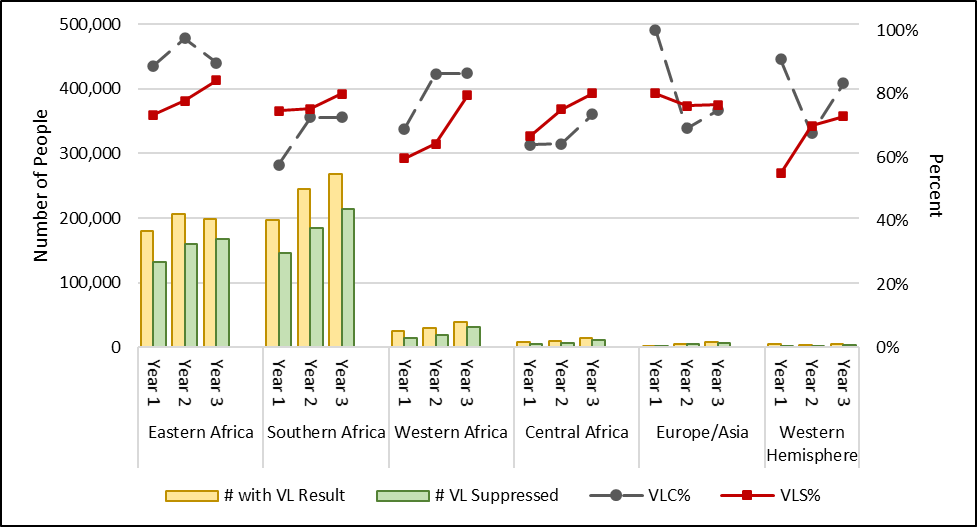 500,000
400,000
300,000
200,000
100,000
0
Number of People
100%
80%
60%
40%
20%
0%
Percent
Year 1
Year 2
Year 3
Year 1
Year 2
Year 3
Year 1
Year 2
Year 3
Year 1
Year 2
Year 3
Year 1
Year 2
Year 3
Year 1
Year 2
Year 3
Eastern Africa
Southern Africa
Western Africa
Central Africa
Europe/Asia
Western
Hemisphere
# with VL Result
# VL Suppressed
VLC%
VLS%